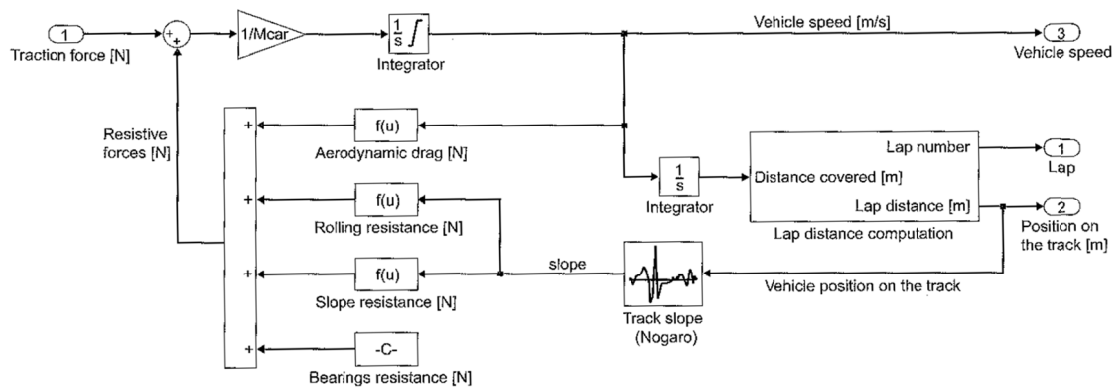 1
Traction force [N]
+
+
1/Mcar
1
s
Integrator
Vehicle speed [m/s]
3
Vehicle speed
Resistive
forces [N]
+
f(u)
Aerodynamic drag [N]
+
f(u)
Rolling resistance [N]
+
f(u)
Slope resistance [N]
+
-C-
Bearings resistance [N]
1
s
Integrator
Distance covered [m]
Lap number
Lap distance [m]
Lap distance computation
1
Lap
2
Position on
the track [m]
slope
Track slope
(Nogaro)
Vehicle position on the track